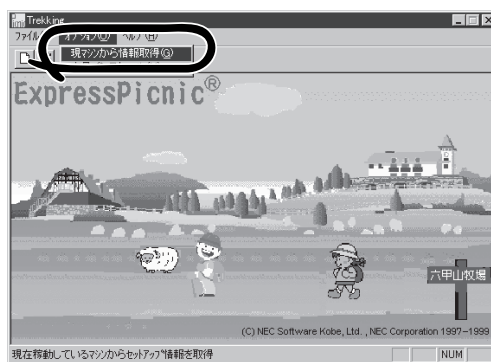 Trekking
ファイル オプション(O) ヘルプ(H)
現マシンから情報取得(G)
ExpressPicnic®
六甲山牧場
(C) NEC Software Kobe, Ltd. , NEC Corporation 1997-1999
現在稼動しているマシンからセットアップ情報を取得
NUM